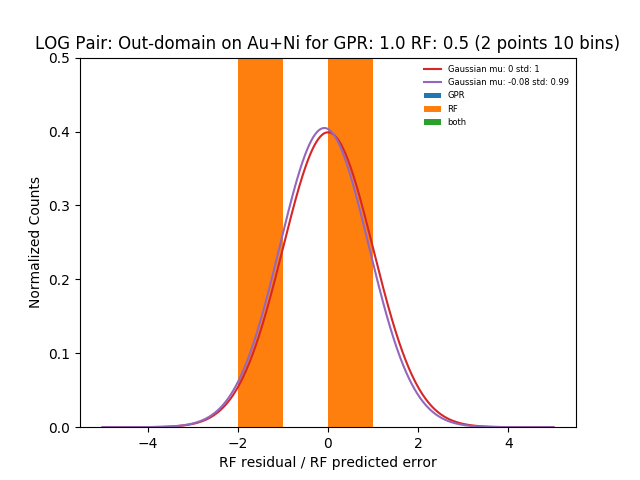 LOG Pair: Out-domain on Au+Ni for GPR: 1.0 RF: 0.5 (2 points 10 bins)
Gaussian mu: 0 std: 1
Gaussian mu: -0.08 std: 0.99
GPR
RF
both
Normalized Counts
0.5
0.4
0.3
0.2
0.1
0.0
−4 −2 0 2 4
RF residual / RF predicted error